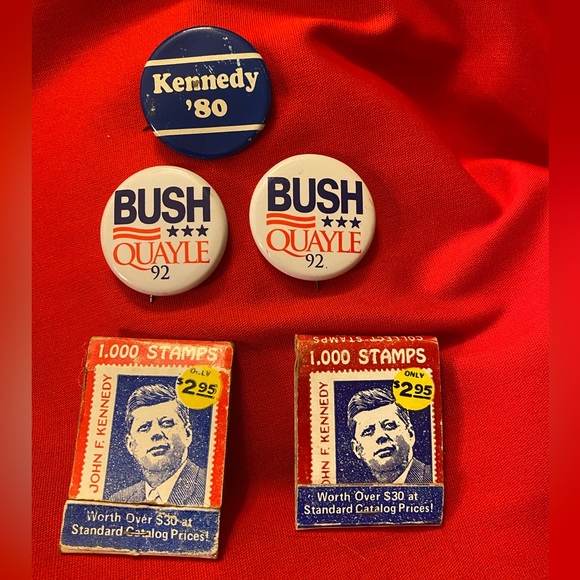 Kennedy
'80
BUSH
QUAYLE
92
BUSH
QUAYLE
92
1,000 STAMPS
ONLY
$2.95
JOHN F. KENNEDY
Worth Over $30 at
Standard Catalog Prices!
COLLECT STAMPS
1,000 STAMPS
ONLY
$2.95
JOHN F. KENNEDY
Worth Over $30 at
Standard Catalog Prices!